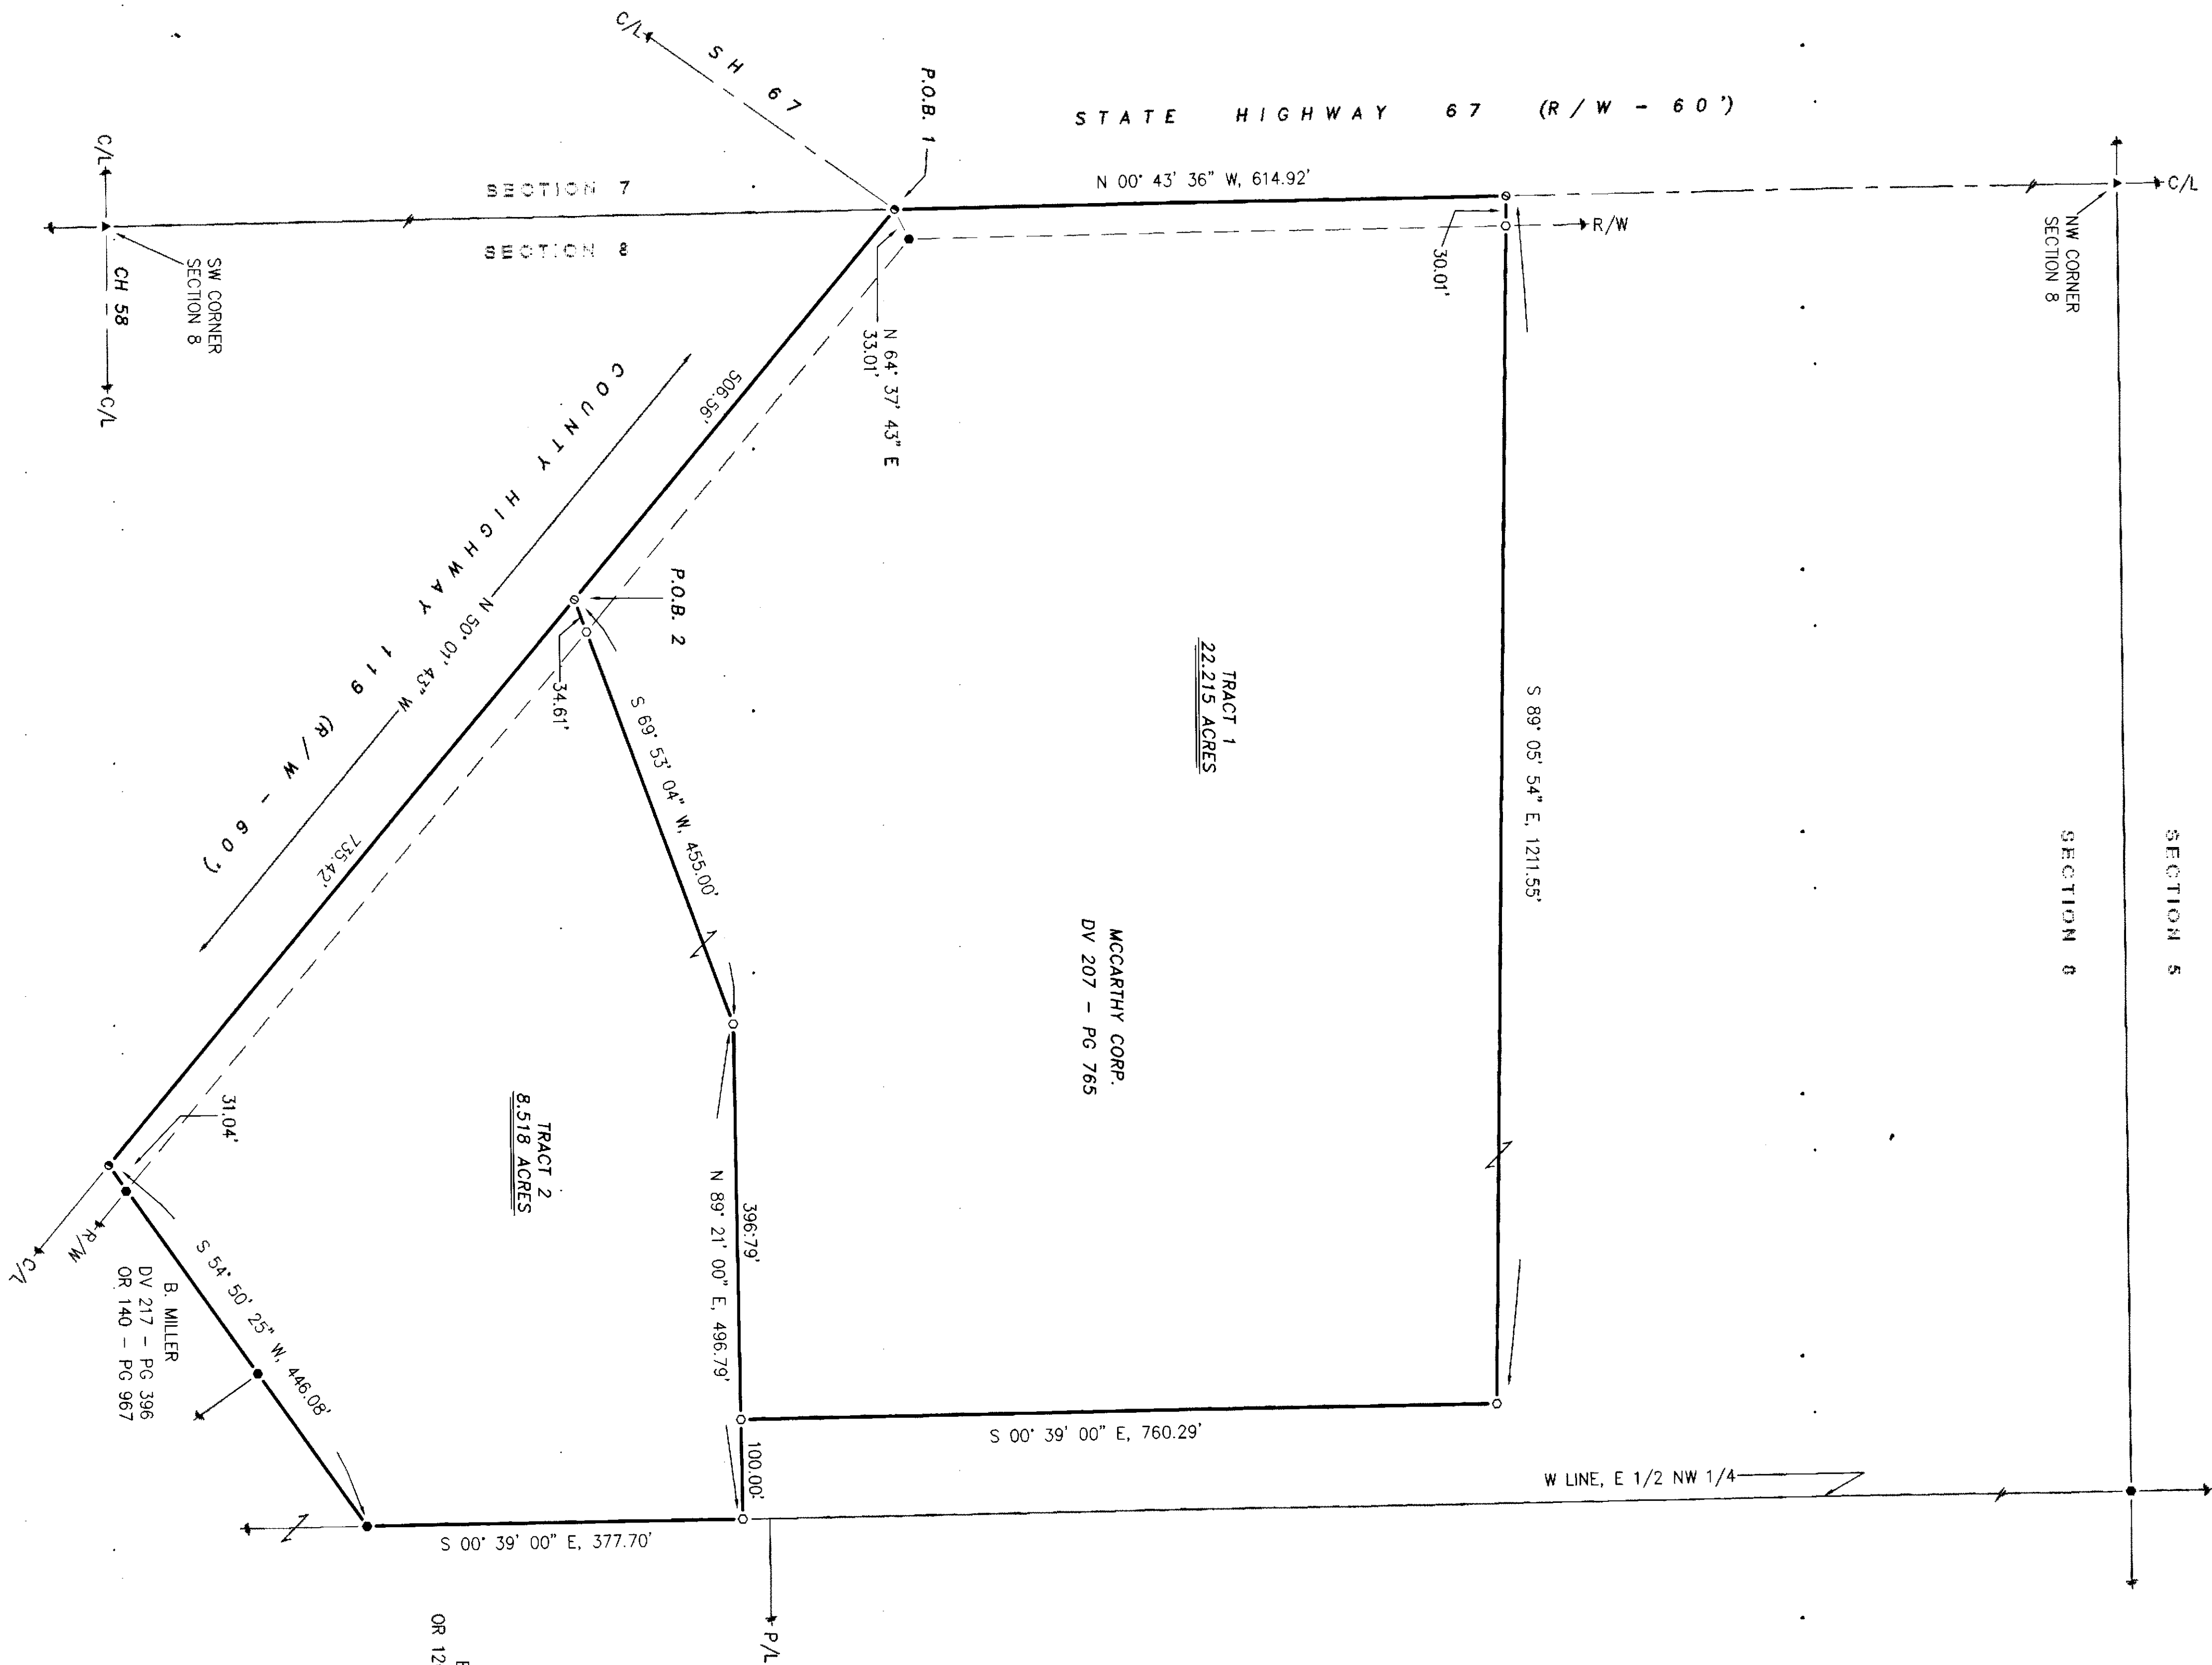 STATE HIGHWAY 67 (R/W - 60')
C/L
SH 67
P.O.B. 1
N 00° 43' 36" W, 614.92'
C/L
NW CORNER
SECTION 8
C/L
SECTION 7
SECTION 8
SW CORNER
SECTION 8
CH 58
C/L
R/W
30.01'
N 64° 37' 43" E
33.01'
506.56'
COUNTY HIGHWAY 119 (R/W - 60')
N 50° 01' 43" W
P.O.B. 2
34.61'
S 69° 53' 04" W, 455.00'
TRACT 1
22.215 ACRES
S 89° 05' 54" E, 1211.55'
SECTION 5
SECTION 8
MCCARTHY CORP.
DV 207 - PG 765
735.42'
31.04'
TRACT 2
8.518 ACRES
396.79'
N 89° 21' 00" E, 496.79'
R/W
C/L
S 54° 50' 25" W, 446.08'
B. MILLER
DV 217 - PG 396
OR 140 - PG 967
S 00° 39' 00" E, 760.29'
100.00'
W LINE, E 1/2 NW 1/4
S 00° 39' 00" E, 377.70'
P/L
OR 12